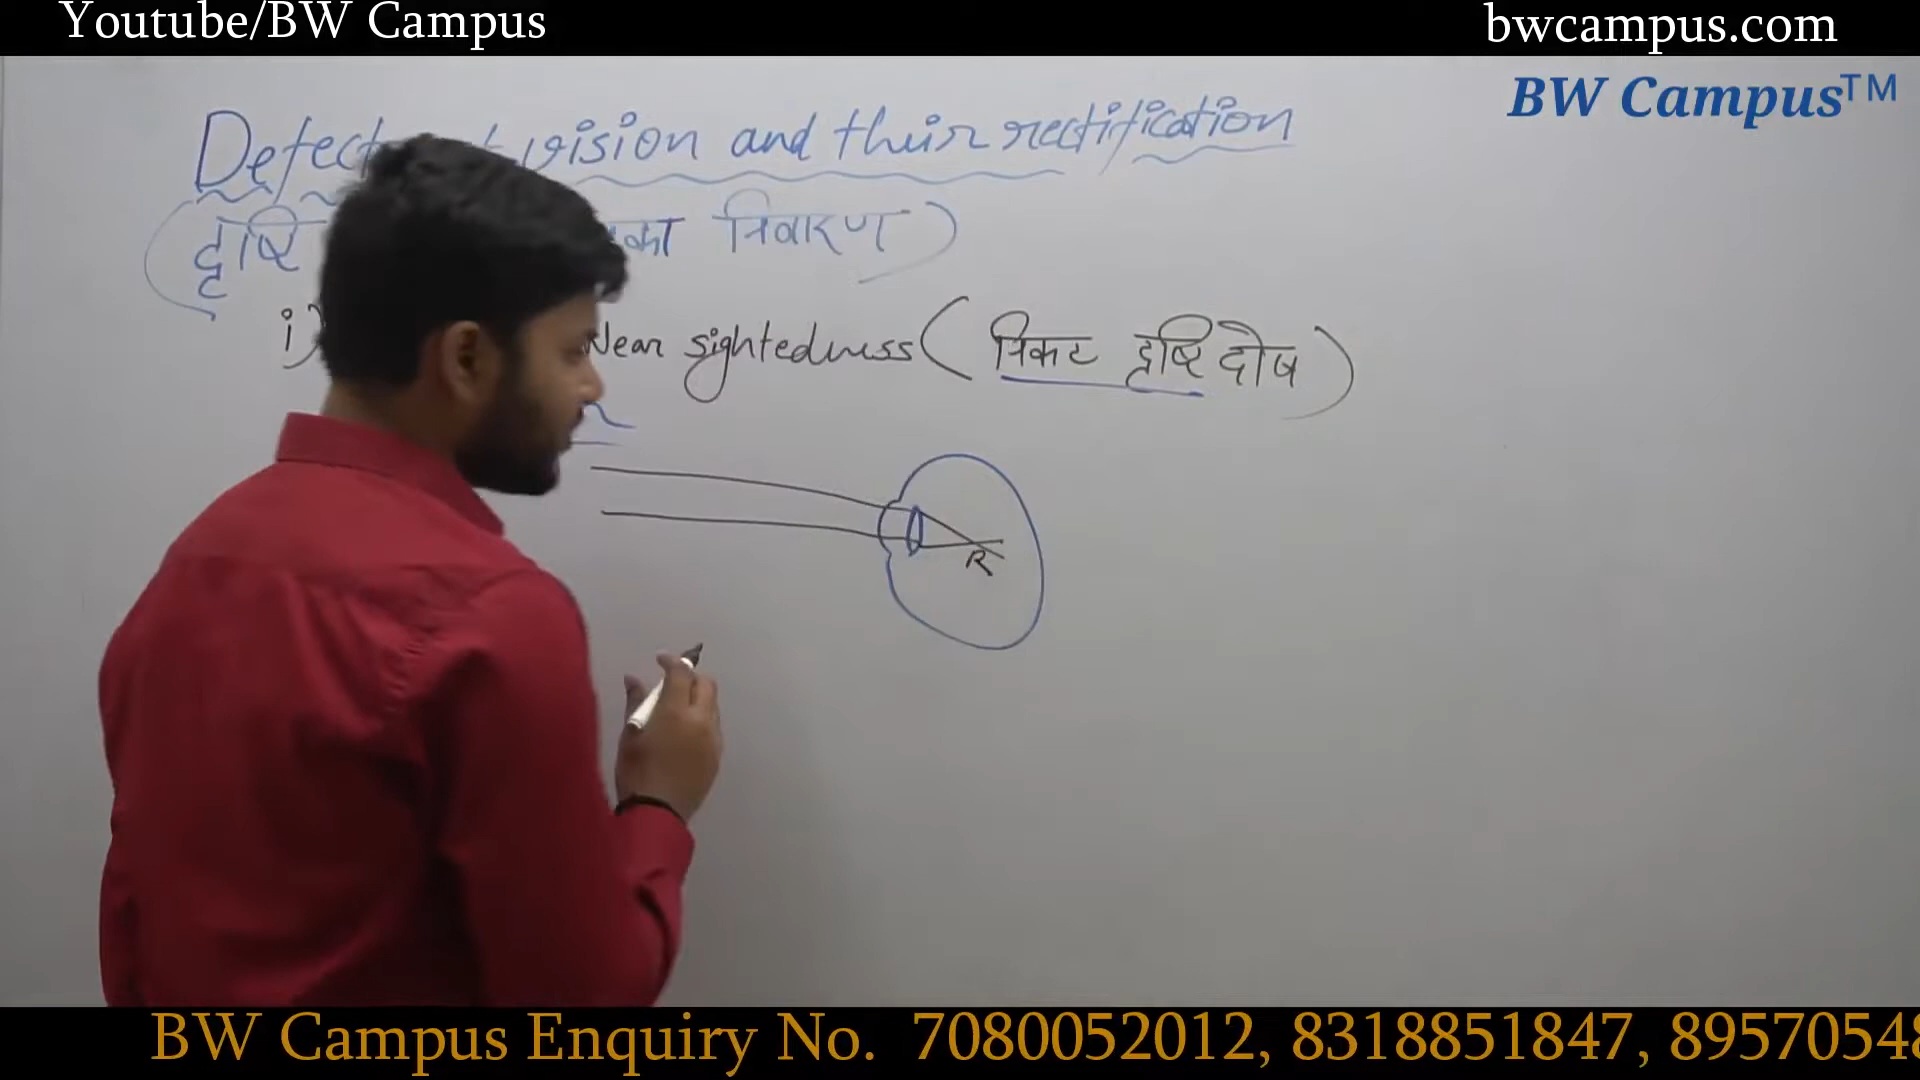 Youtube/BW Campus
bwcampus.com
BW Campus™
vision and their rectification
(दृष्टि का निवारण)
i) Near sightedness (निकट दृष्टि दोष)
R
BW Campus Enquiry No. 7080052012, 8318851847, 89570548